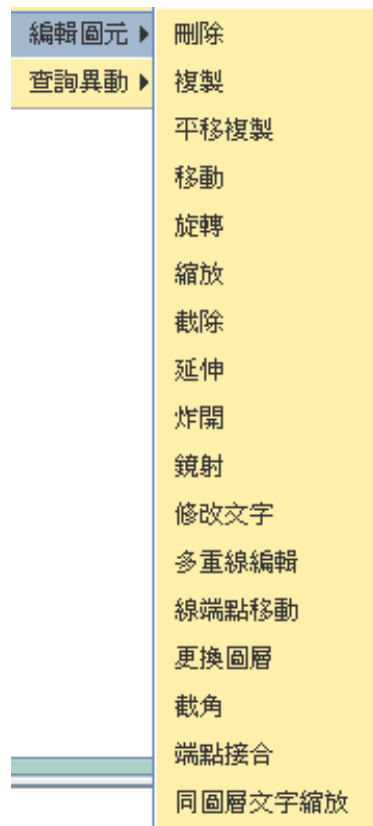 編輯圖元
查詢異動
刪除
複製
平移複製
移動
旋轉
縮放
截除
延伸
炸開
鏡射
修改文字
多重線編輯
線端點移動
更換圖層
截角
端點接合
同圖層文字縮放